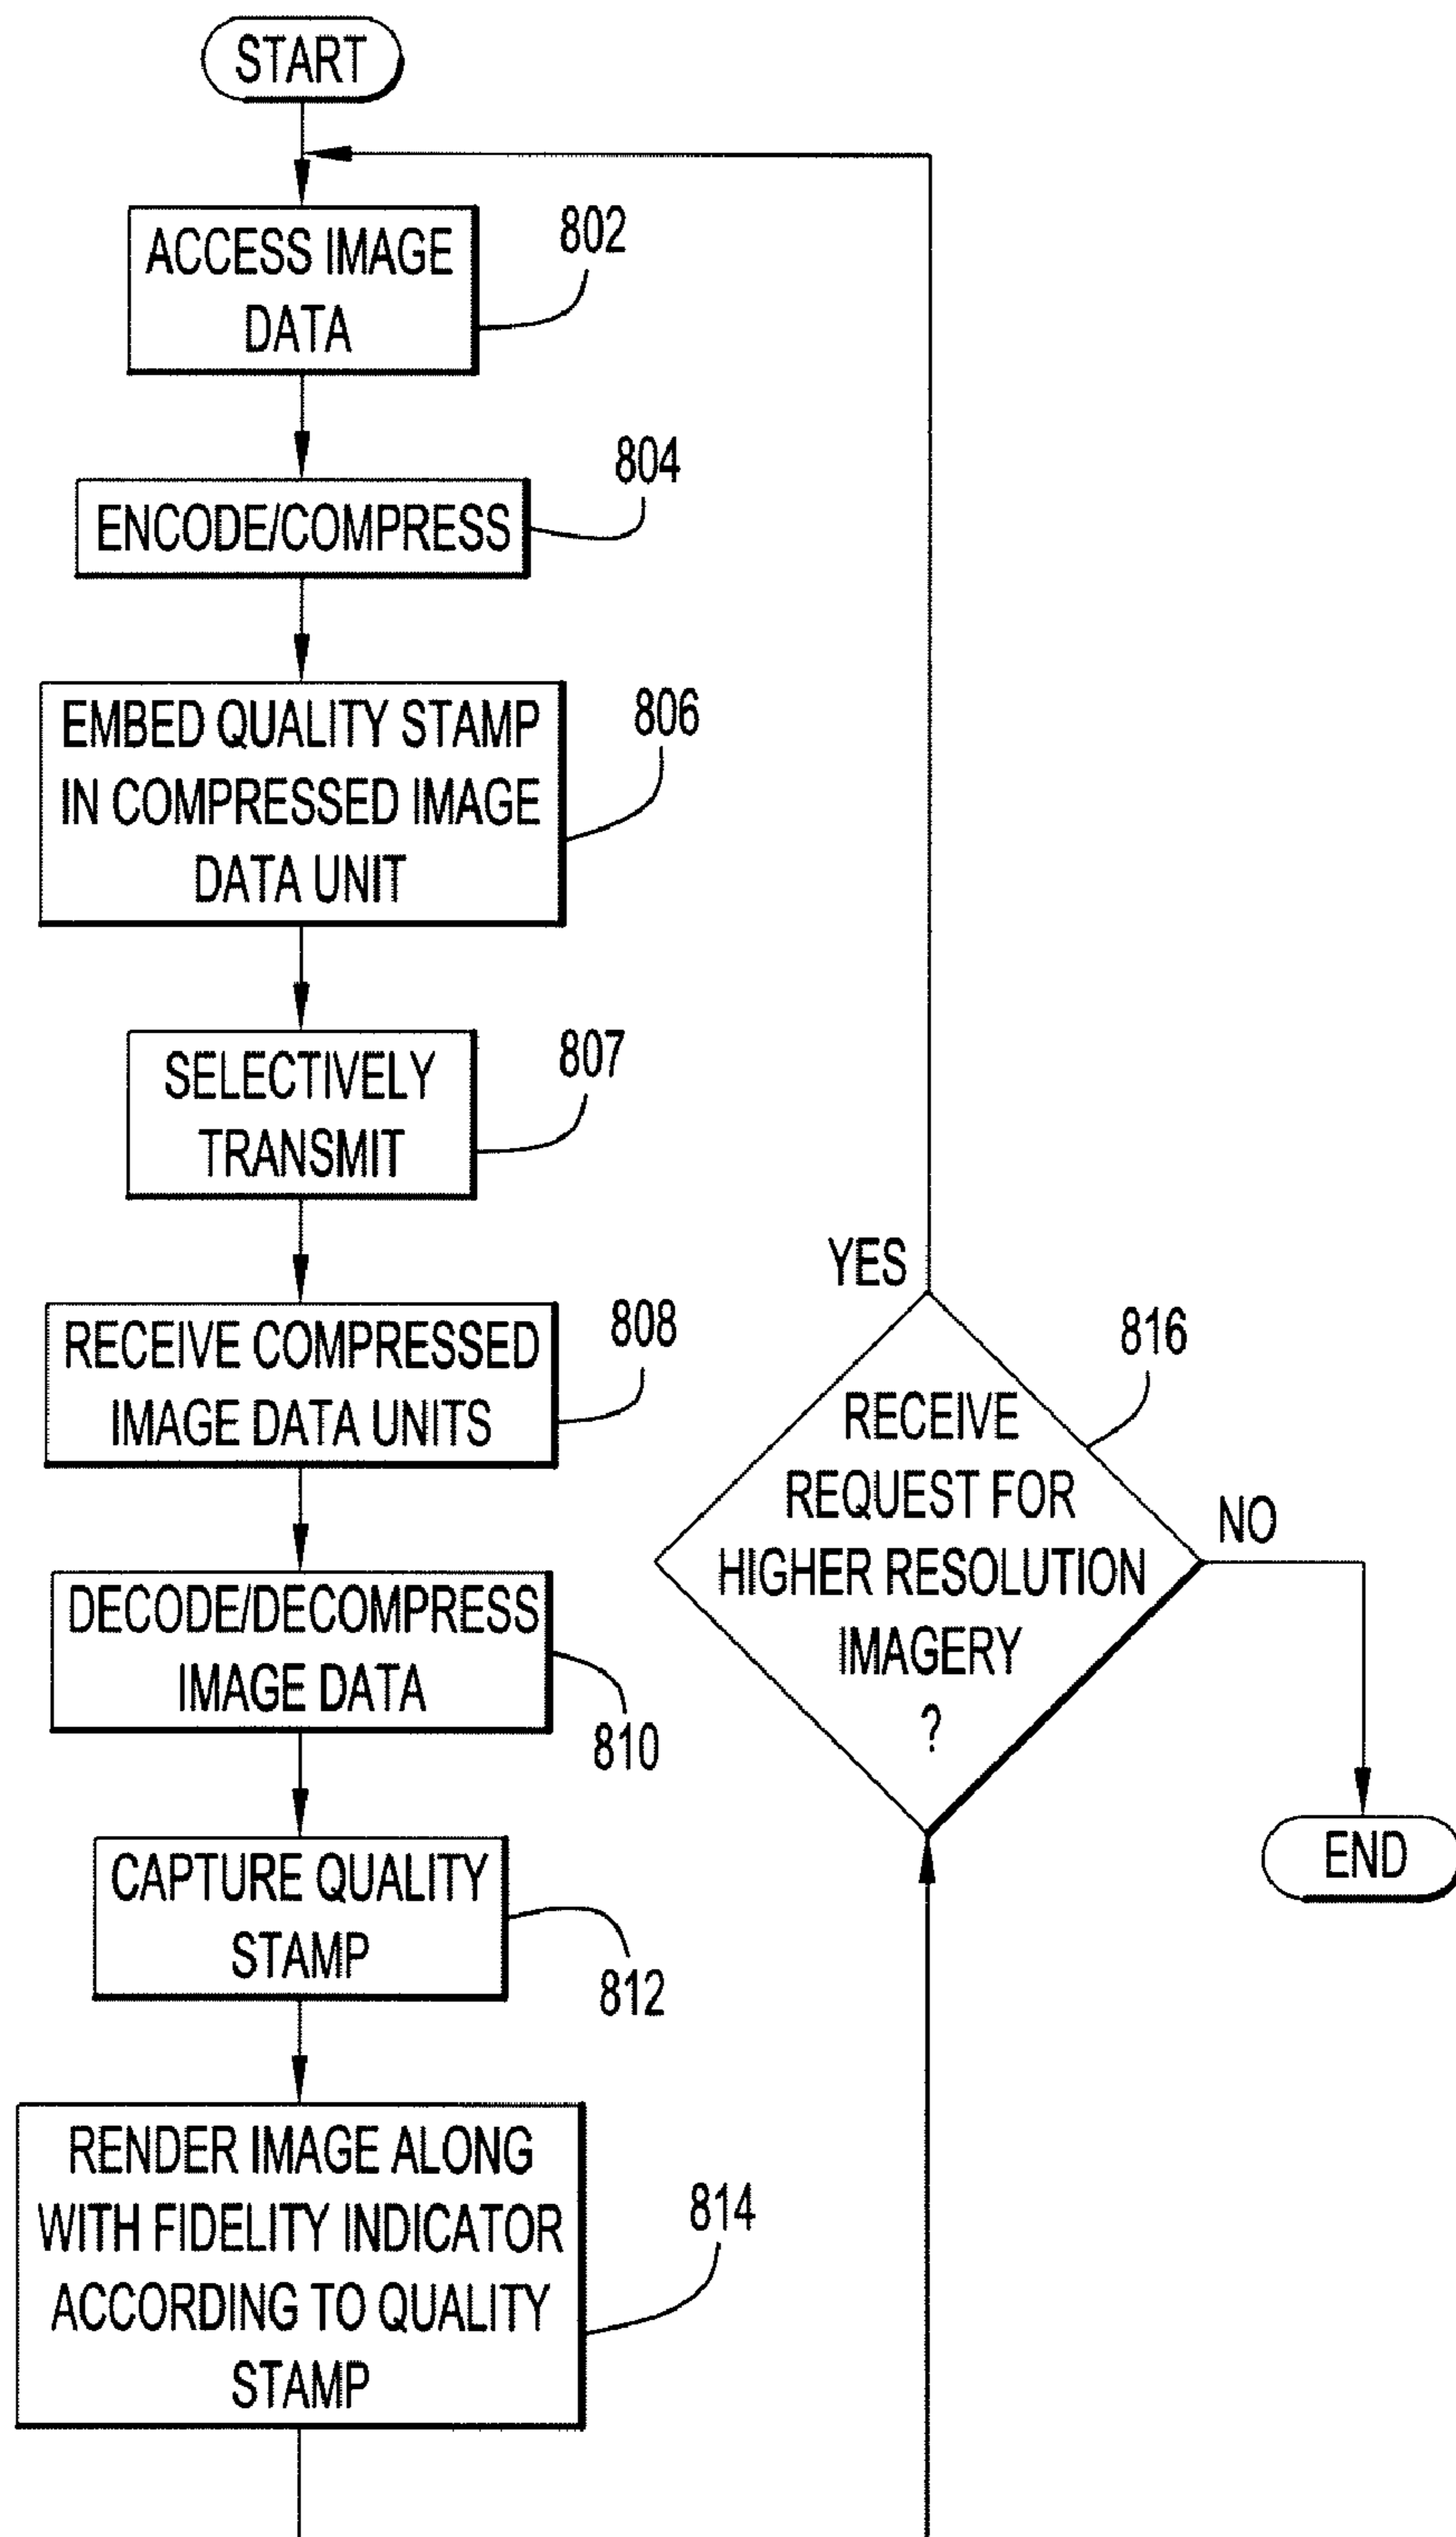 START
ACCESS IMAGE
DATA
802
ENCODE/COMPRESS
804
EMBED QUALITY STAMP
IN COMPRESSED IMAGE
DATA UNIT
806
SELECTIVELY
TRANSMIT
807
RECEIVE COMPRESSED
IMAGE DATA UNITS
808
DECODE/DECOMPRESS
IMAGE DATA
810
CAPTURE QUALITY
STAMP
812
RENDER IMAGE ALONG
WITH FIDELITY INDICATOR
ACCORDING TO QUALITY
STAMP
814
YES
RECEIVE
REQUEST FOR
HIGHER RESOLUTION
IMAGERY
?
816
NO
END